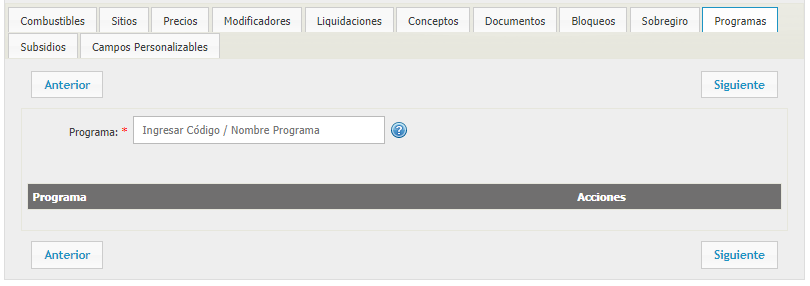 Combustibles Sitios Precios Modificadores Liquidaciones Conceptos Documentos Bloqueos Sobregiro Programas
Subsidios Campos Personalizables
Anterior Siguiente
Programa: * Ingresar Código / Nombre Programa ?
Programa Acciones
Anterior Siguiente